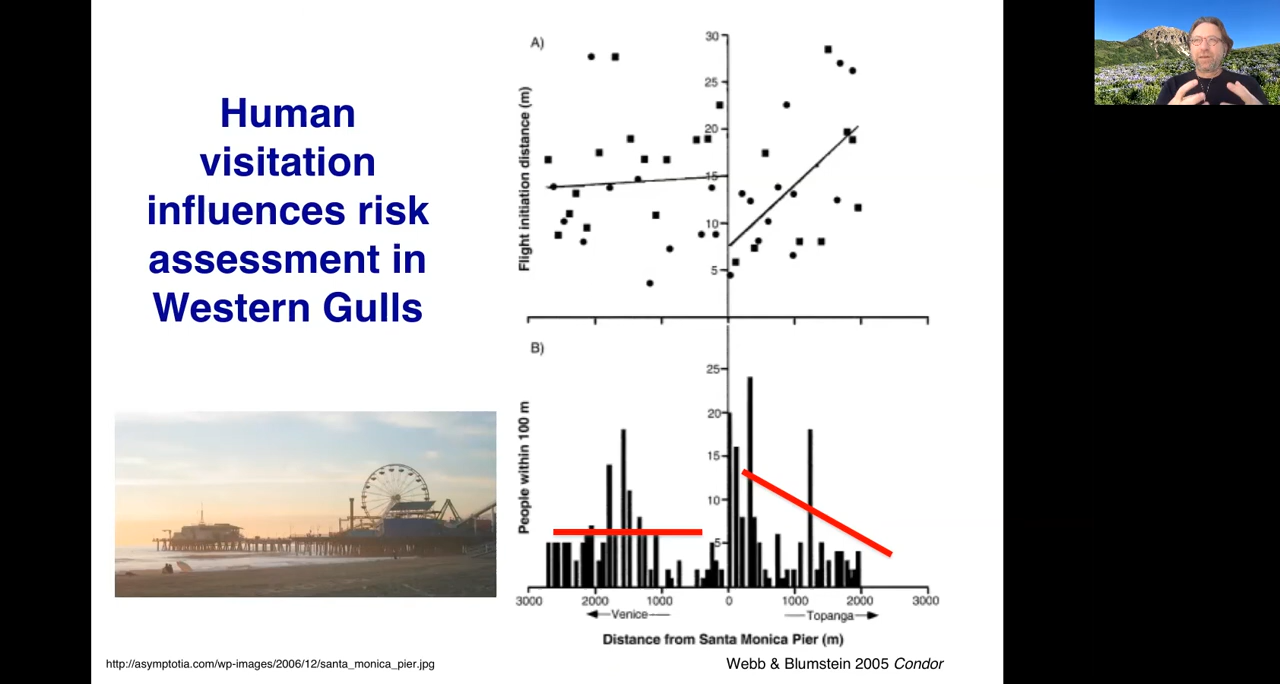 Human
visitation
influences risk
assessment in
Western Gulls
http://asymptotia.com/wp-images/2006/12/santa_monica_pier.jpg
A)
Flight initiation distance (m)
30
25
20
15
10
5
B)
People within 100 m
25
20
15
10
5
3000 2000 1000 0 1000 2000 3000
Venice Topanga
Distance from Santa Monica Pier (m)
Webb & Blumstein 2005 Condor